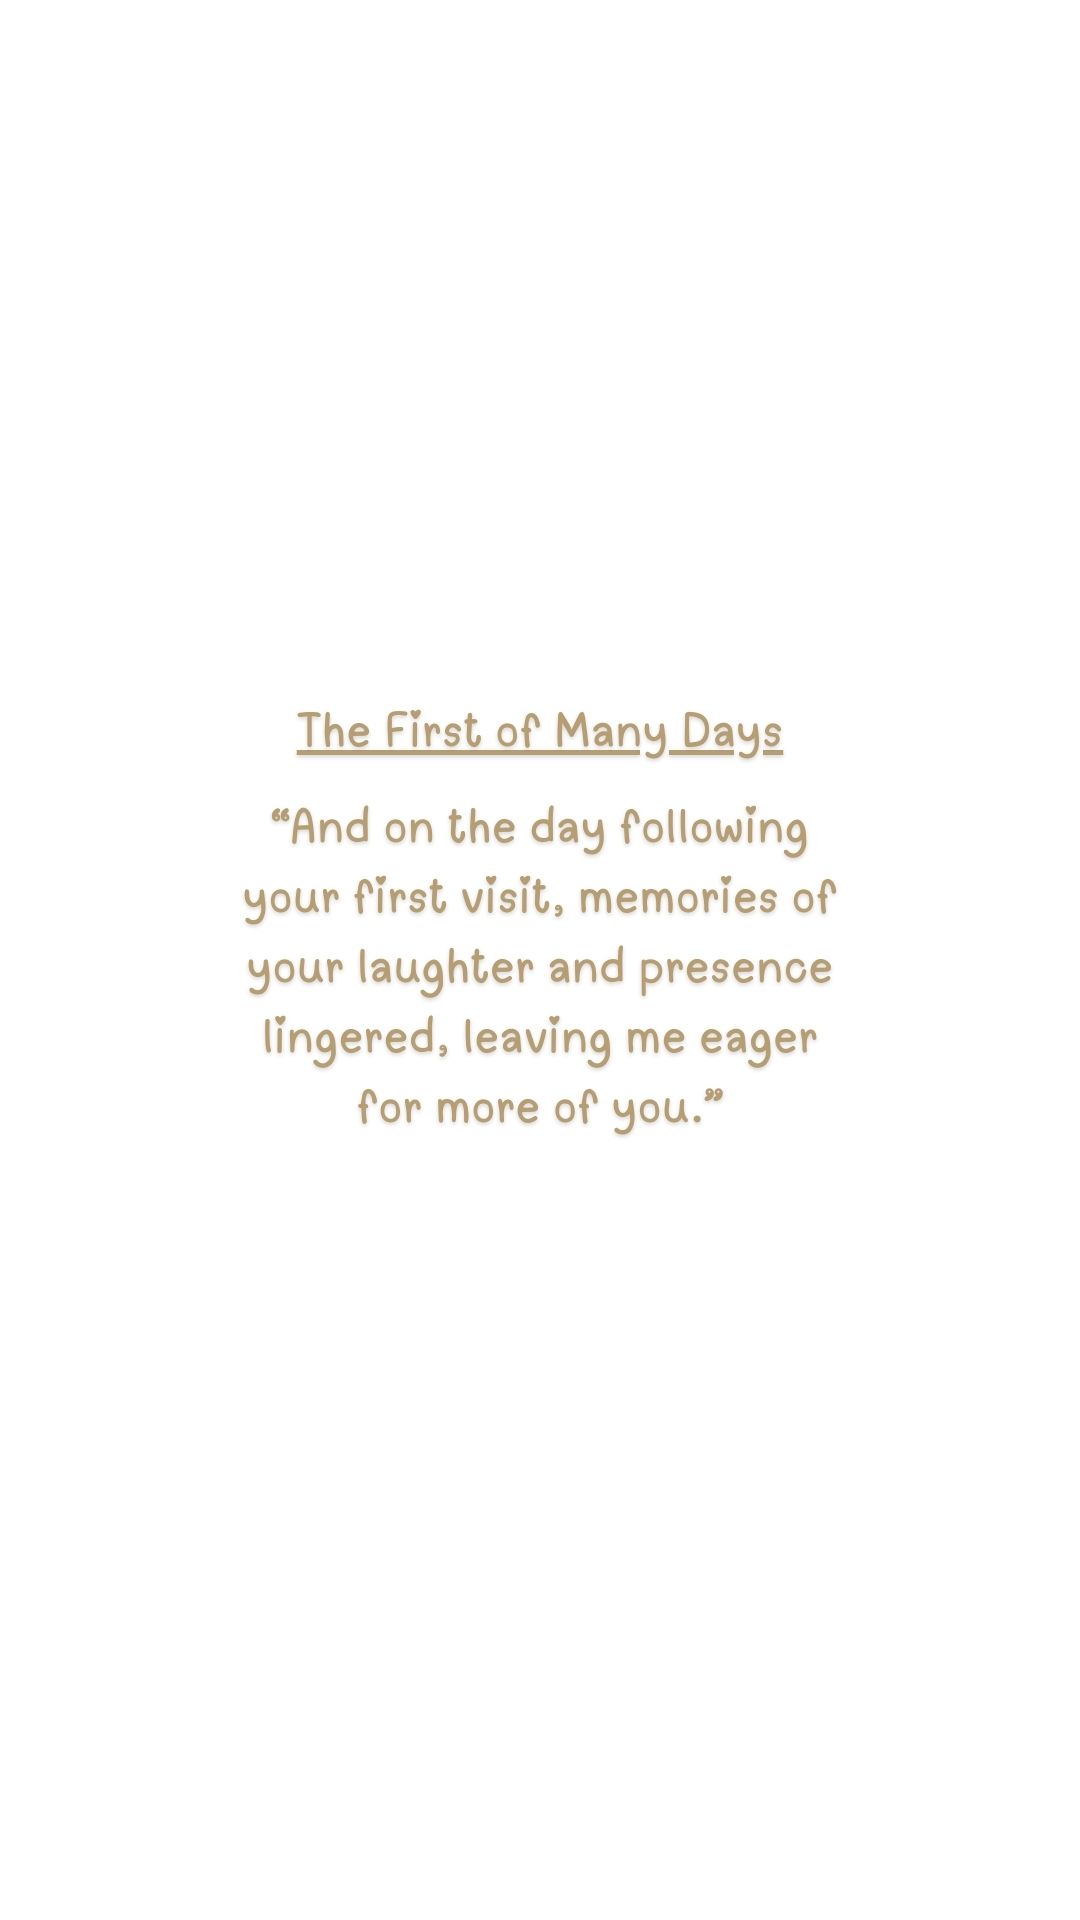 The First of Many Days
“And on the day following
your first visit, memories of
your laughter and presence
lingered, leaving me eager
for more of you.”